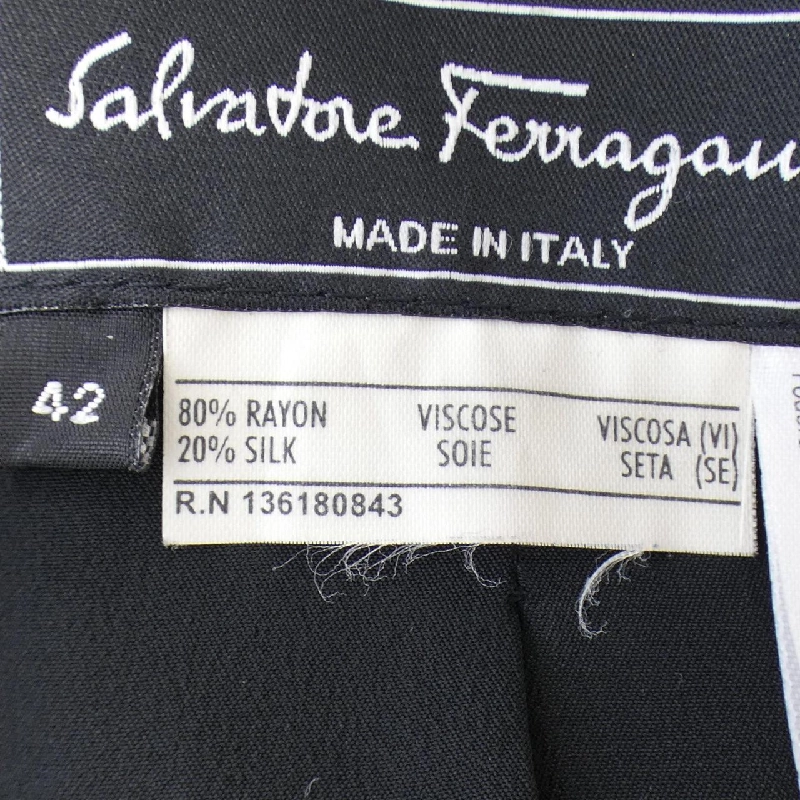 Salvatore Ferragam
MADE IN ITALY
42
80% RAYON VISCOSE VISCOSA (VI)
20% SILK SOIE SETA (SE)
R.N 136180843